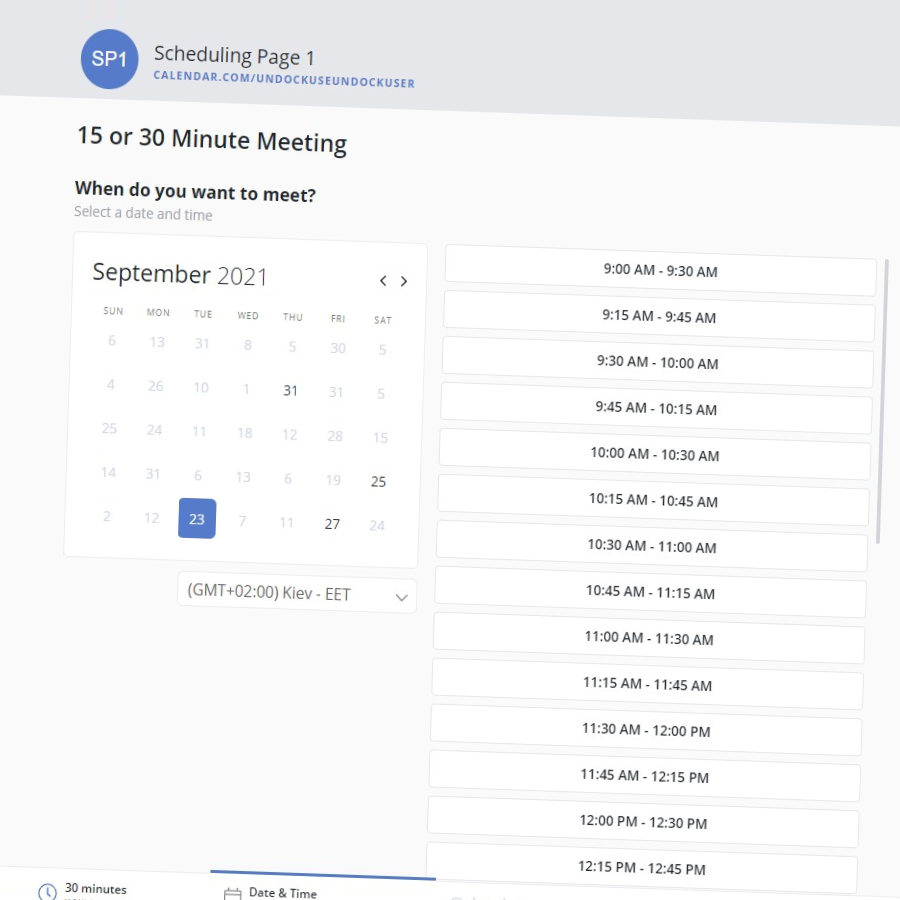 SP1
Scheduling Page 1
CALENDAR.COM/UNDOCKUSEUNDOCKUSER
15 or 30 Minute Meeting
When do you want to meet?
Select a date and time
September 2021
SUN MON TUE WED THU FRI SAT
6 13 31 8 5 30 5
4 26 10 1 31 31 5
25 24 11 18 12 28 15
14 31 6 13 6 19 25
2 12 23 7 11 27 24
(GMT+02:00) Kiev - EET
9:00 AM - 9:30 AM
9:15 AM - 9:45 AM
9:30 AM - 10:00 AM
9:45 AM - 10:15 AM
10:00 AM - 10:30 AM
10:15 AM - 10:45 AM
10:30 AM - 11:00 AM
10:45 AM - 11:15 AM
11:00 AM - 11:30 AM
11:15 AM - 11:45 AM
11:30 AM - 12:00 PM
11:45 AM - 12:15 PM
12:00 PM - 12:30 PM
12:15 PM - 12:45 PM
30 minutes
Date & Time